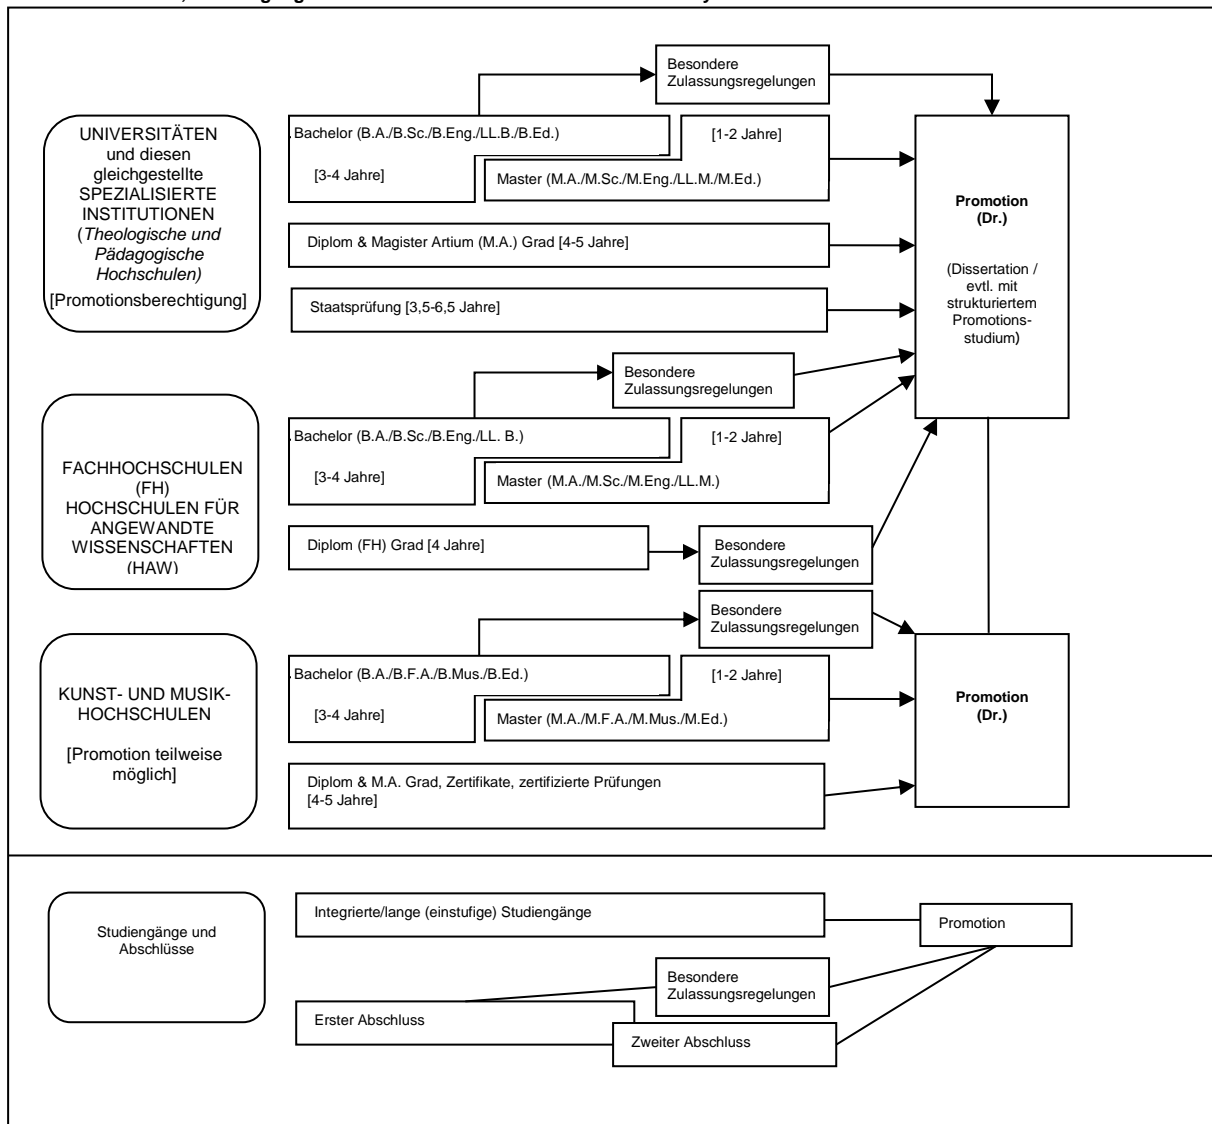 Besondere
Zulassungsregelungen
UNIVERSITÄTEN
und diesen
gleichgestellte
SPEZIALISIERTE
INSTITUTIONEN
(Theologische und
Pädagogische
Hochschulen)
[Promotionsberechtigung]
Bachelor (B.A./B.Sc./B.Eng./LL.B./B.Ed.)
[3-4 Jahre]
[1-2 Jahre]
Master (M.A./M.Sc./M.Eng./LL.M./M.Ed.)
Diplom & Magister Artium (M.A.) Grad [4-5 Jahre]
Staatsprüfung [3,5-6,5 Jahre]
Promotion
(Dr.)
(Dissertation /
evtl. mit
strukturiertem
Promotions-
studium)
Besondere
Zulassungsregelungen
FACHHOCHSCHULEN
(FH)
HOCHSCHULEN FÜR
ANGEWANDTE
WISSENSCHAFTEN
(HAW)
Bachelor (B.A./B.Sc./B.Eng./LL. B.)
[3-4 Jahre]
[1-2 Jahre]
Master (M.A./M.Sc./M.Eng./LL.M.)
Diplom (FH) Grad [4 Jahre]
Besondere
Zulassungsregelungen
Besondere
Zulassungsregelungen
KUNST- UND MUSIK-
HOCHSCHULEN
[Promotion teilweise
möglich]
Bachelor (B.A./B.F.A./B.Mus./B.Ed.)
[3-4 Jahre]
[1-2 Jahre]
Master (M.A./M.F.A./M.Mus./M.Ed.)
Diplom & M.A. Grad, Zertifikate, zertifizierte Prüfungen
[4-5 Jahre]
Promotion
(Dr.)
Studiengänge und
Abschlüsse
Integrierte/lange (einstufige) Studiengänge
Promotion
Besondere
Zulassungsregelungen
Erster Abschluss
Zweiter Abschluss